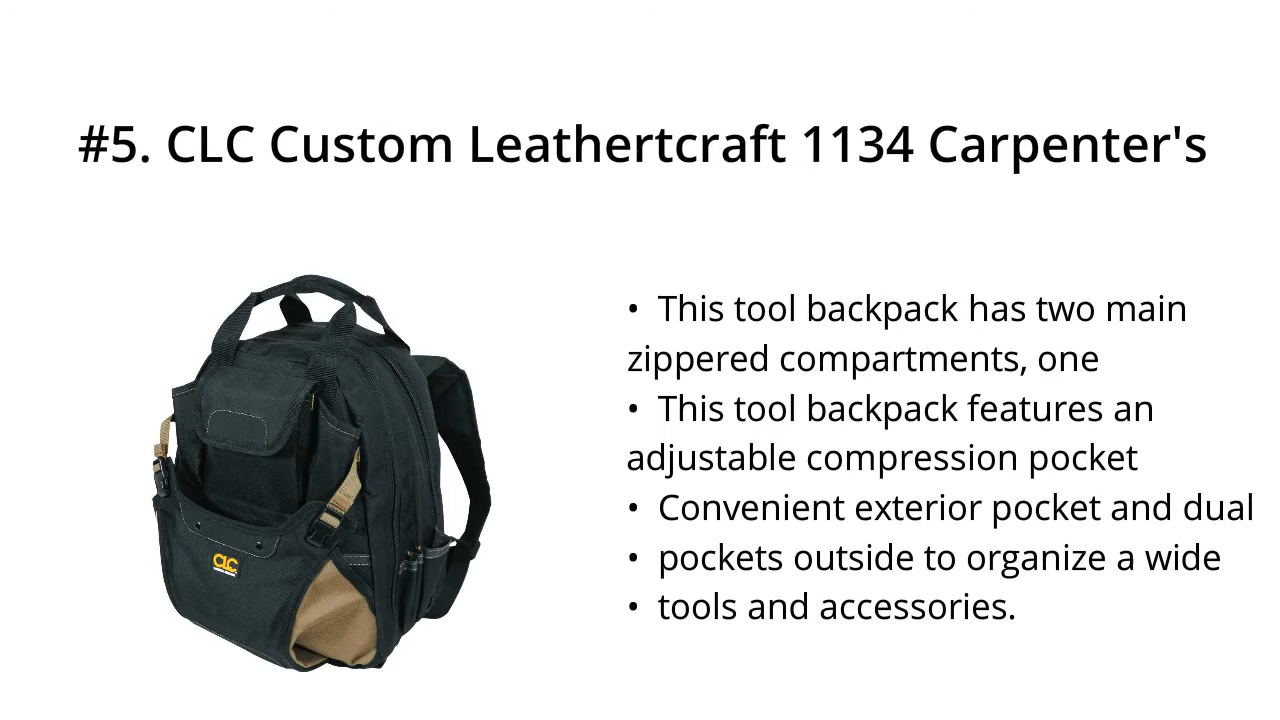 #5. CLC Custom Leathertcraft 1134 Carpenter's
• This tool backpack has two main
zippered compartments, one
• This tool backpack features an
adjustable compression pocket
• Convenient exterior pocket and dual
• pockets outside to organize a wide
• tools and accessories.
CLC